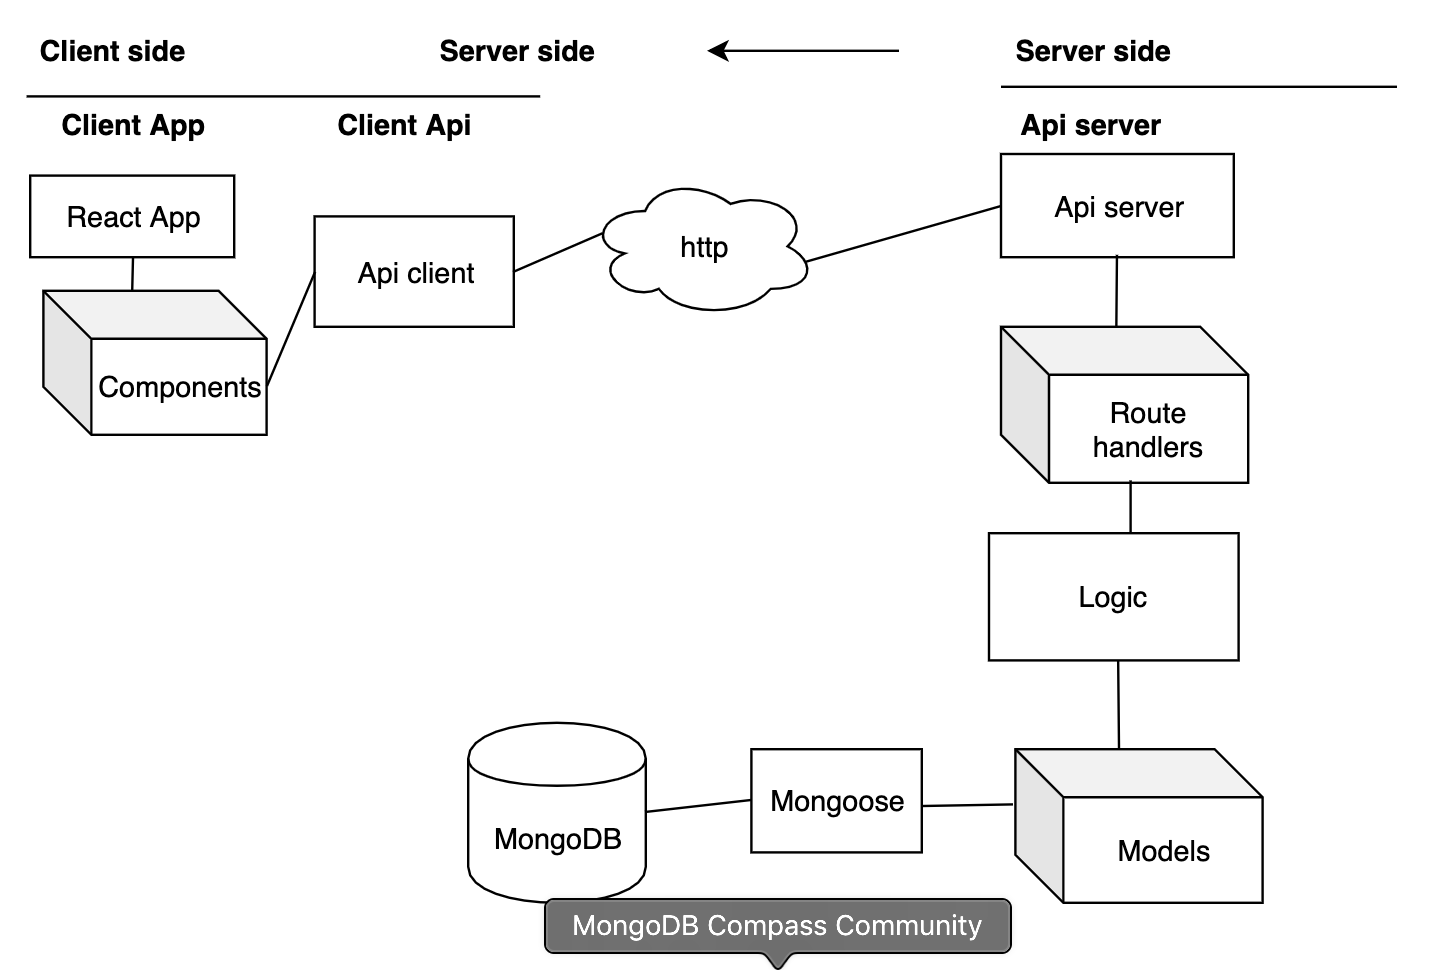 Client side
Server side
Server side
Client App
Client Api
Api server
React App
Api client
http
Api server
Components
Route
handlers
Logic
MongoDB
Mongoose
Models
MongoDB Compass Community